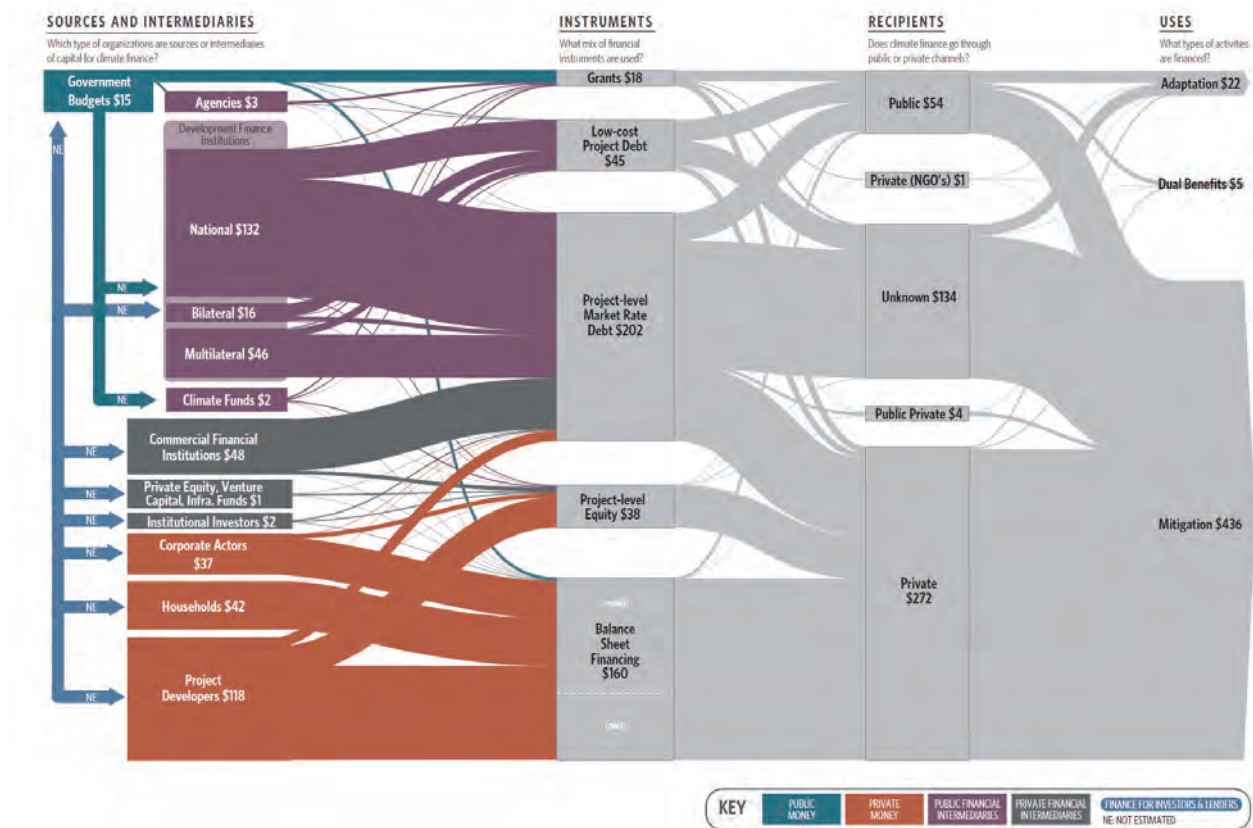 SOURCES AND INTERMEDIARIES
Which type of organizations are sources or intermediaries
of capital for climate finance?
INSTRUMENTS
What mix of financial
instruments are used?
RECIPIENTS
Does climate finance go through
public or private channels?
USES
What types of activities
are financed?
Government
Budgets $15
Agencies $3
Development Finance
Institutions
NE
National $132
NE
NE
Bilateral $16
Multilateral $46
NE
Climate Funds $2
NE
Commercial Financial
Institutions $48
NE
Private Equity, Venture
Capital, Infra. Funds $1
NE
Institutional Investors $2
NE
Corporate Actors
$37
NE
Households $42
NE
Project
Developers $118
Grants $18
Low-cost
Project Debt
$45
Project-level
Market Rate
Debt $202
Project-level
Equity $38
Balance
Sheet
Financing
$160
Public $54
Private (NGO's) $1
Unknown $134
Public Private $4
Private
$272
Adaptation $22
Dual Benefits $5
Mitigation $436
KEY
PUBLIC
MONEY
PRIVATE
MONEY
PUBLIC FINANCIAL
INTERMEDIARIES
PRIVATE FINANCIAL
INTERMEDIARIES
FINANCE FOR INVESTORS & LENDERS
NE: NOT ESTIMATED